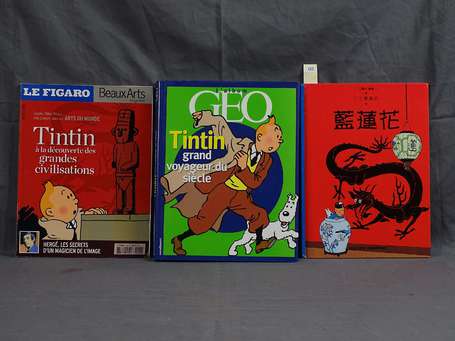 LE FIGARO
BeauxArts
ARTS DU MONDE
Tintin
à la découverte des
grandes
civilisations
HERGÉ, LES SECRETS
D'UN MAGICIEN DE L'IMAGE
GEO
Tintin
grand
voyageur du
siècle
藍蓮花